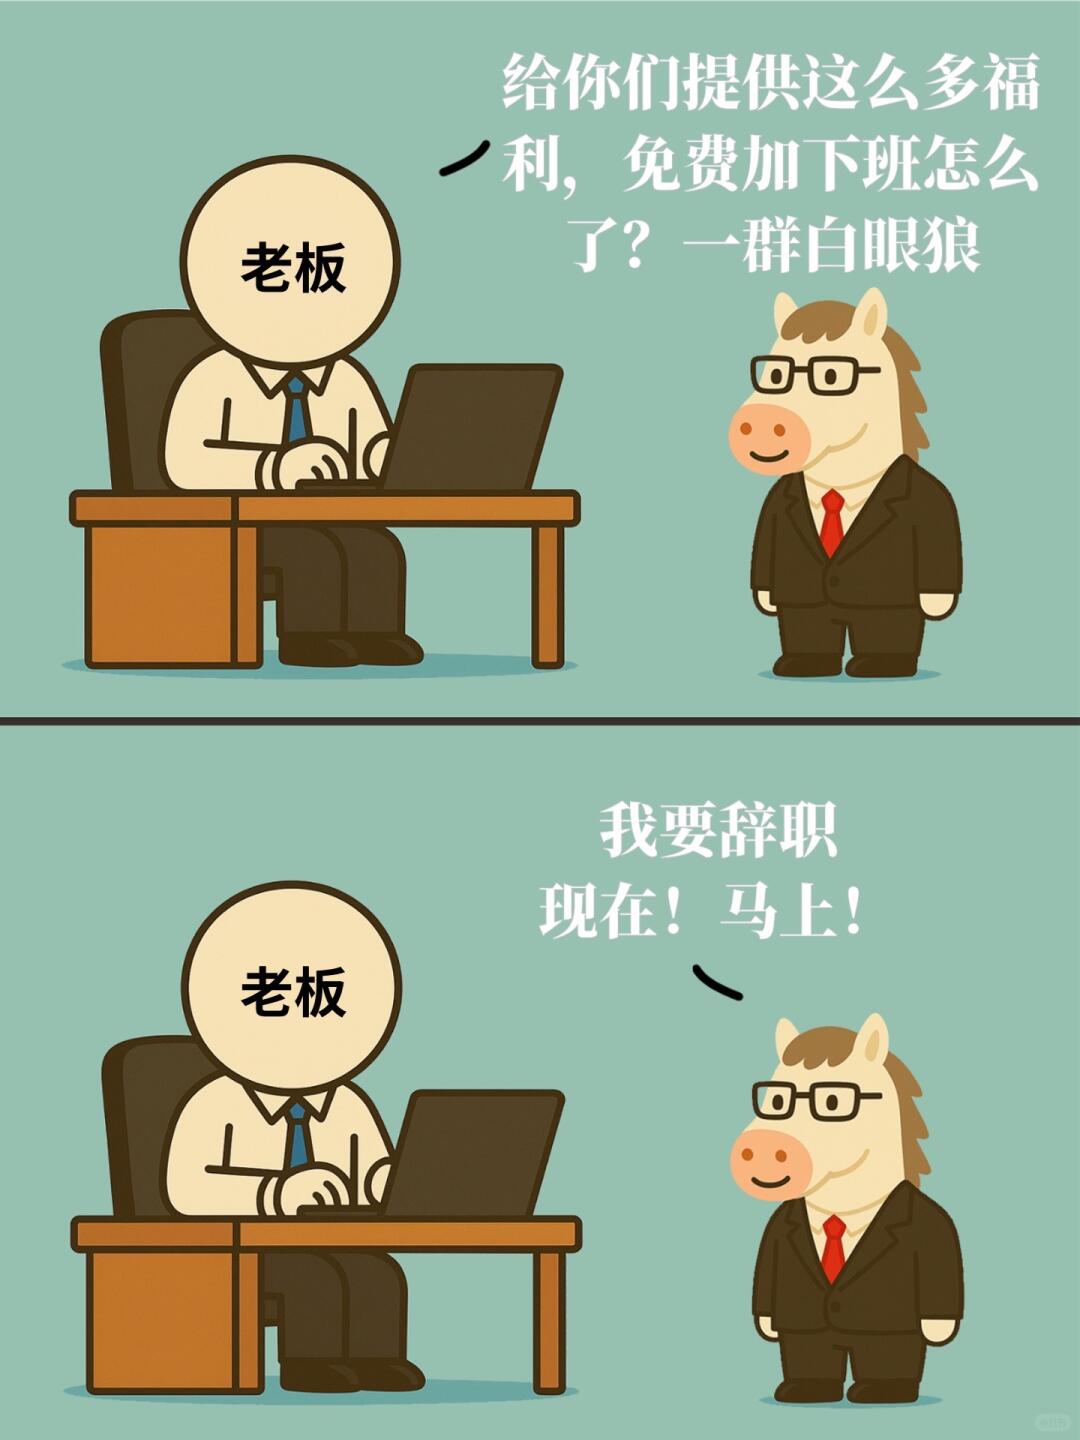 给你们提供这么多福
利，免费加下班怎么
了？一群白眼狼
老板
我要辞职
现在！马上！
老板